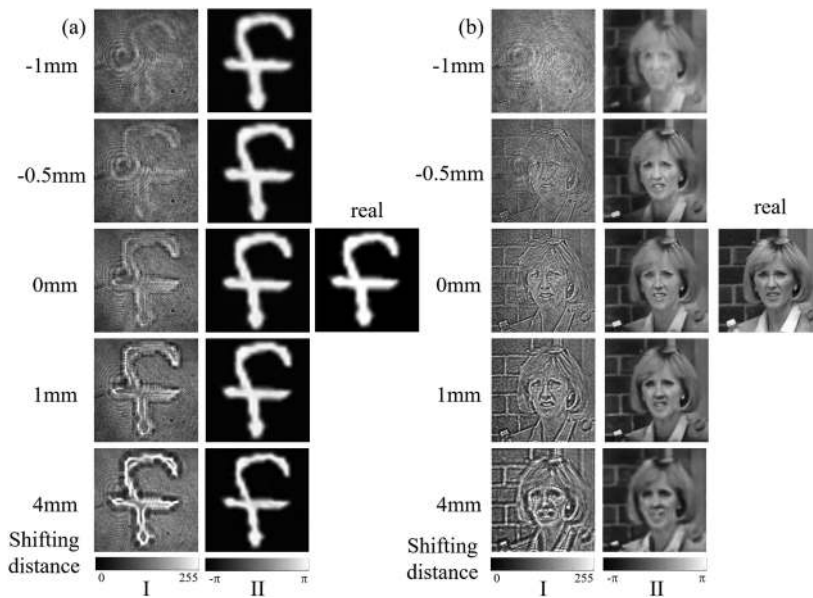 (a)
-1mm
-0.5mm
real
0mm
1mm
4mm
Shifting
distance
0 255 -π π
I II
(b)
-1mm
-0.5mm
real
0mm
1mm
4mm
Shifting
distance
0 255 -π π
I II